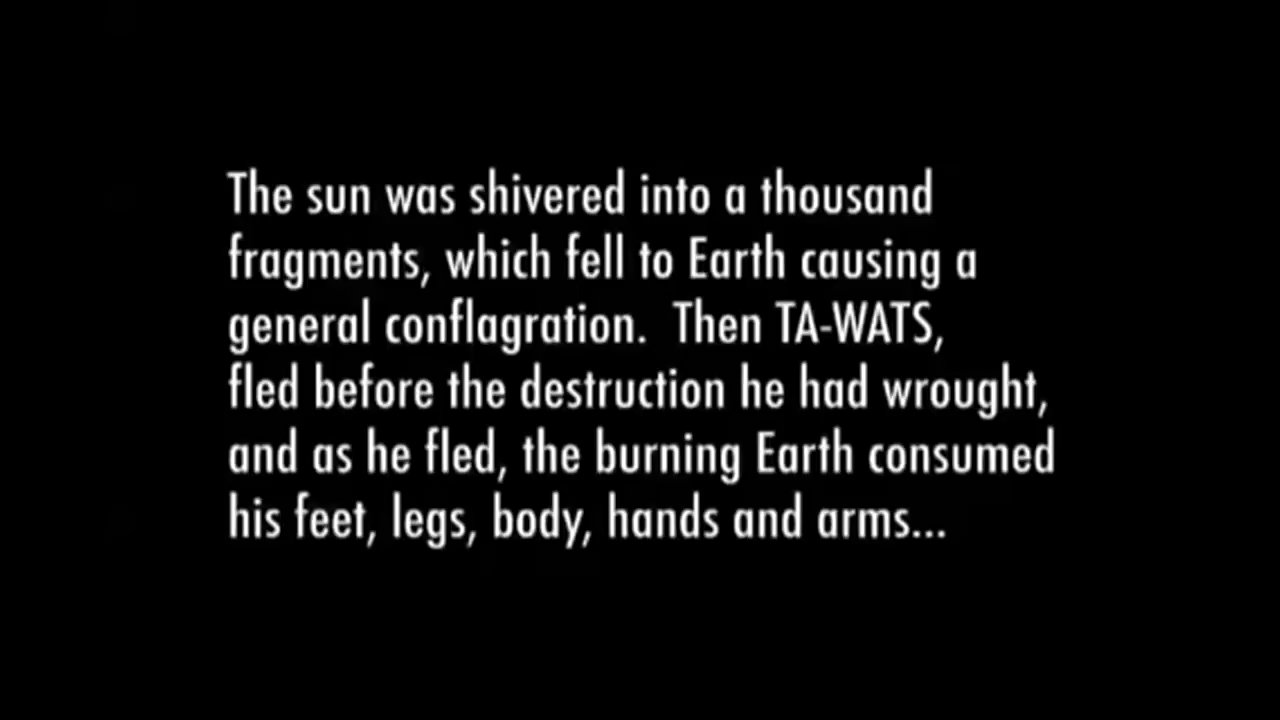 The sun was shivered into a thousand
fragments, which fell to Earth causing a
general conflagration.  Then TA-WATS,
fled before the destruction he had wrought,
and as he fled, the burning Earth consumed
his feet, legs, body, hands and arms...